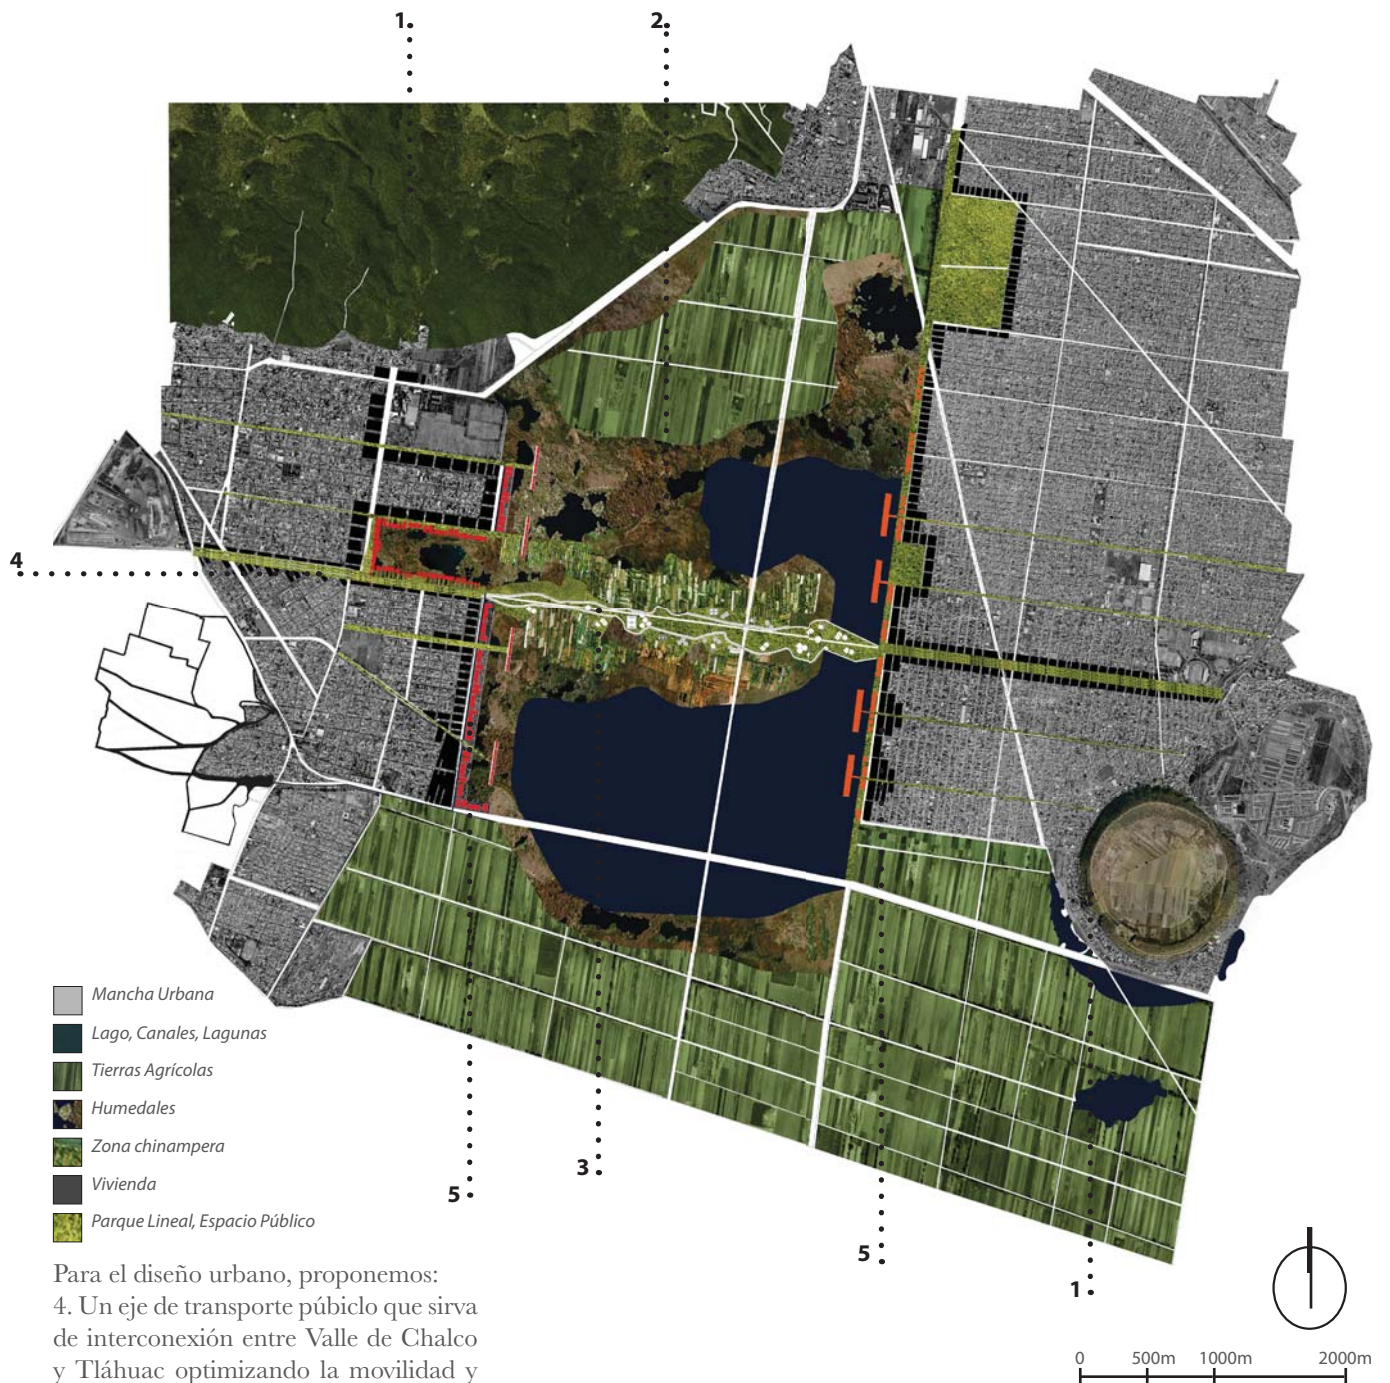 1.
2.
4
Mancha Urbana
Lago, Canales, Lagunas
Tierras Agrícolas
Humedales
Zona chinampera
Vivienda
Parque Lineal, Espacio Público
3
5
5
1
Para el diseño urbano, proponemos:
4. Un eje de transporte púbiclo que sirva
de interconexión entre Valle de Chalco
y Tláhuac optimizando la movilidad y
0 500m 1000m 2000m